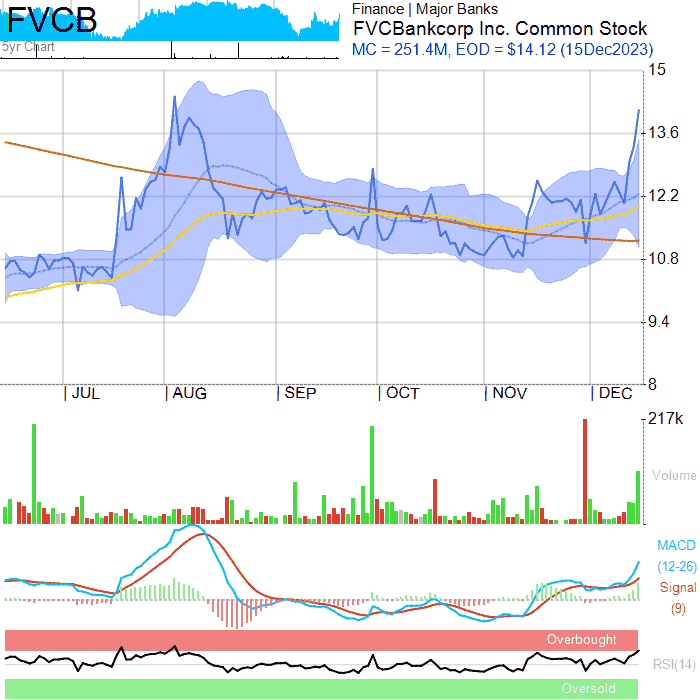 FVCB
Finance | Major Banks
FVCBankcorp Inc. Common Stock
MC = 251.4M, EOD = $14.12 (15Dec2023)
5yr Chart
15
13.6
12.2
10.8
9.4
8
| JUL | AUG | SEP | OCT | NOV | DEC
217k
Volume
MACD
(12-26)
Signal
(9)
Overbought
RSI(14)
Oversold